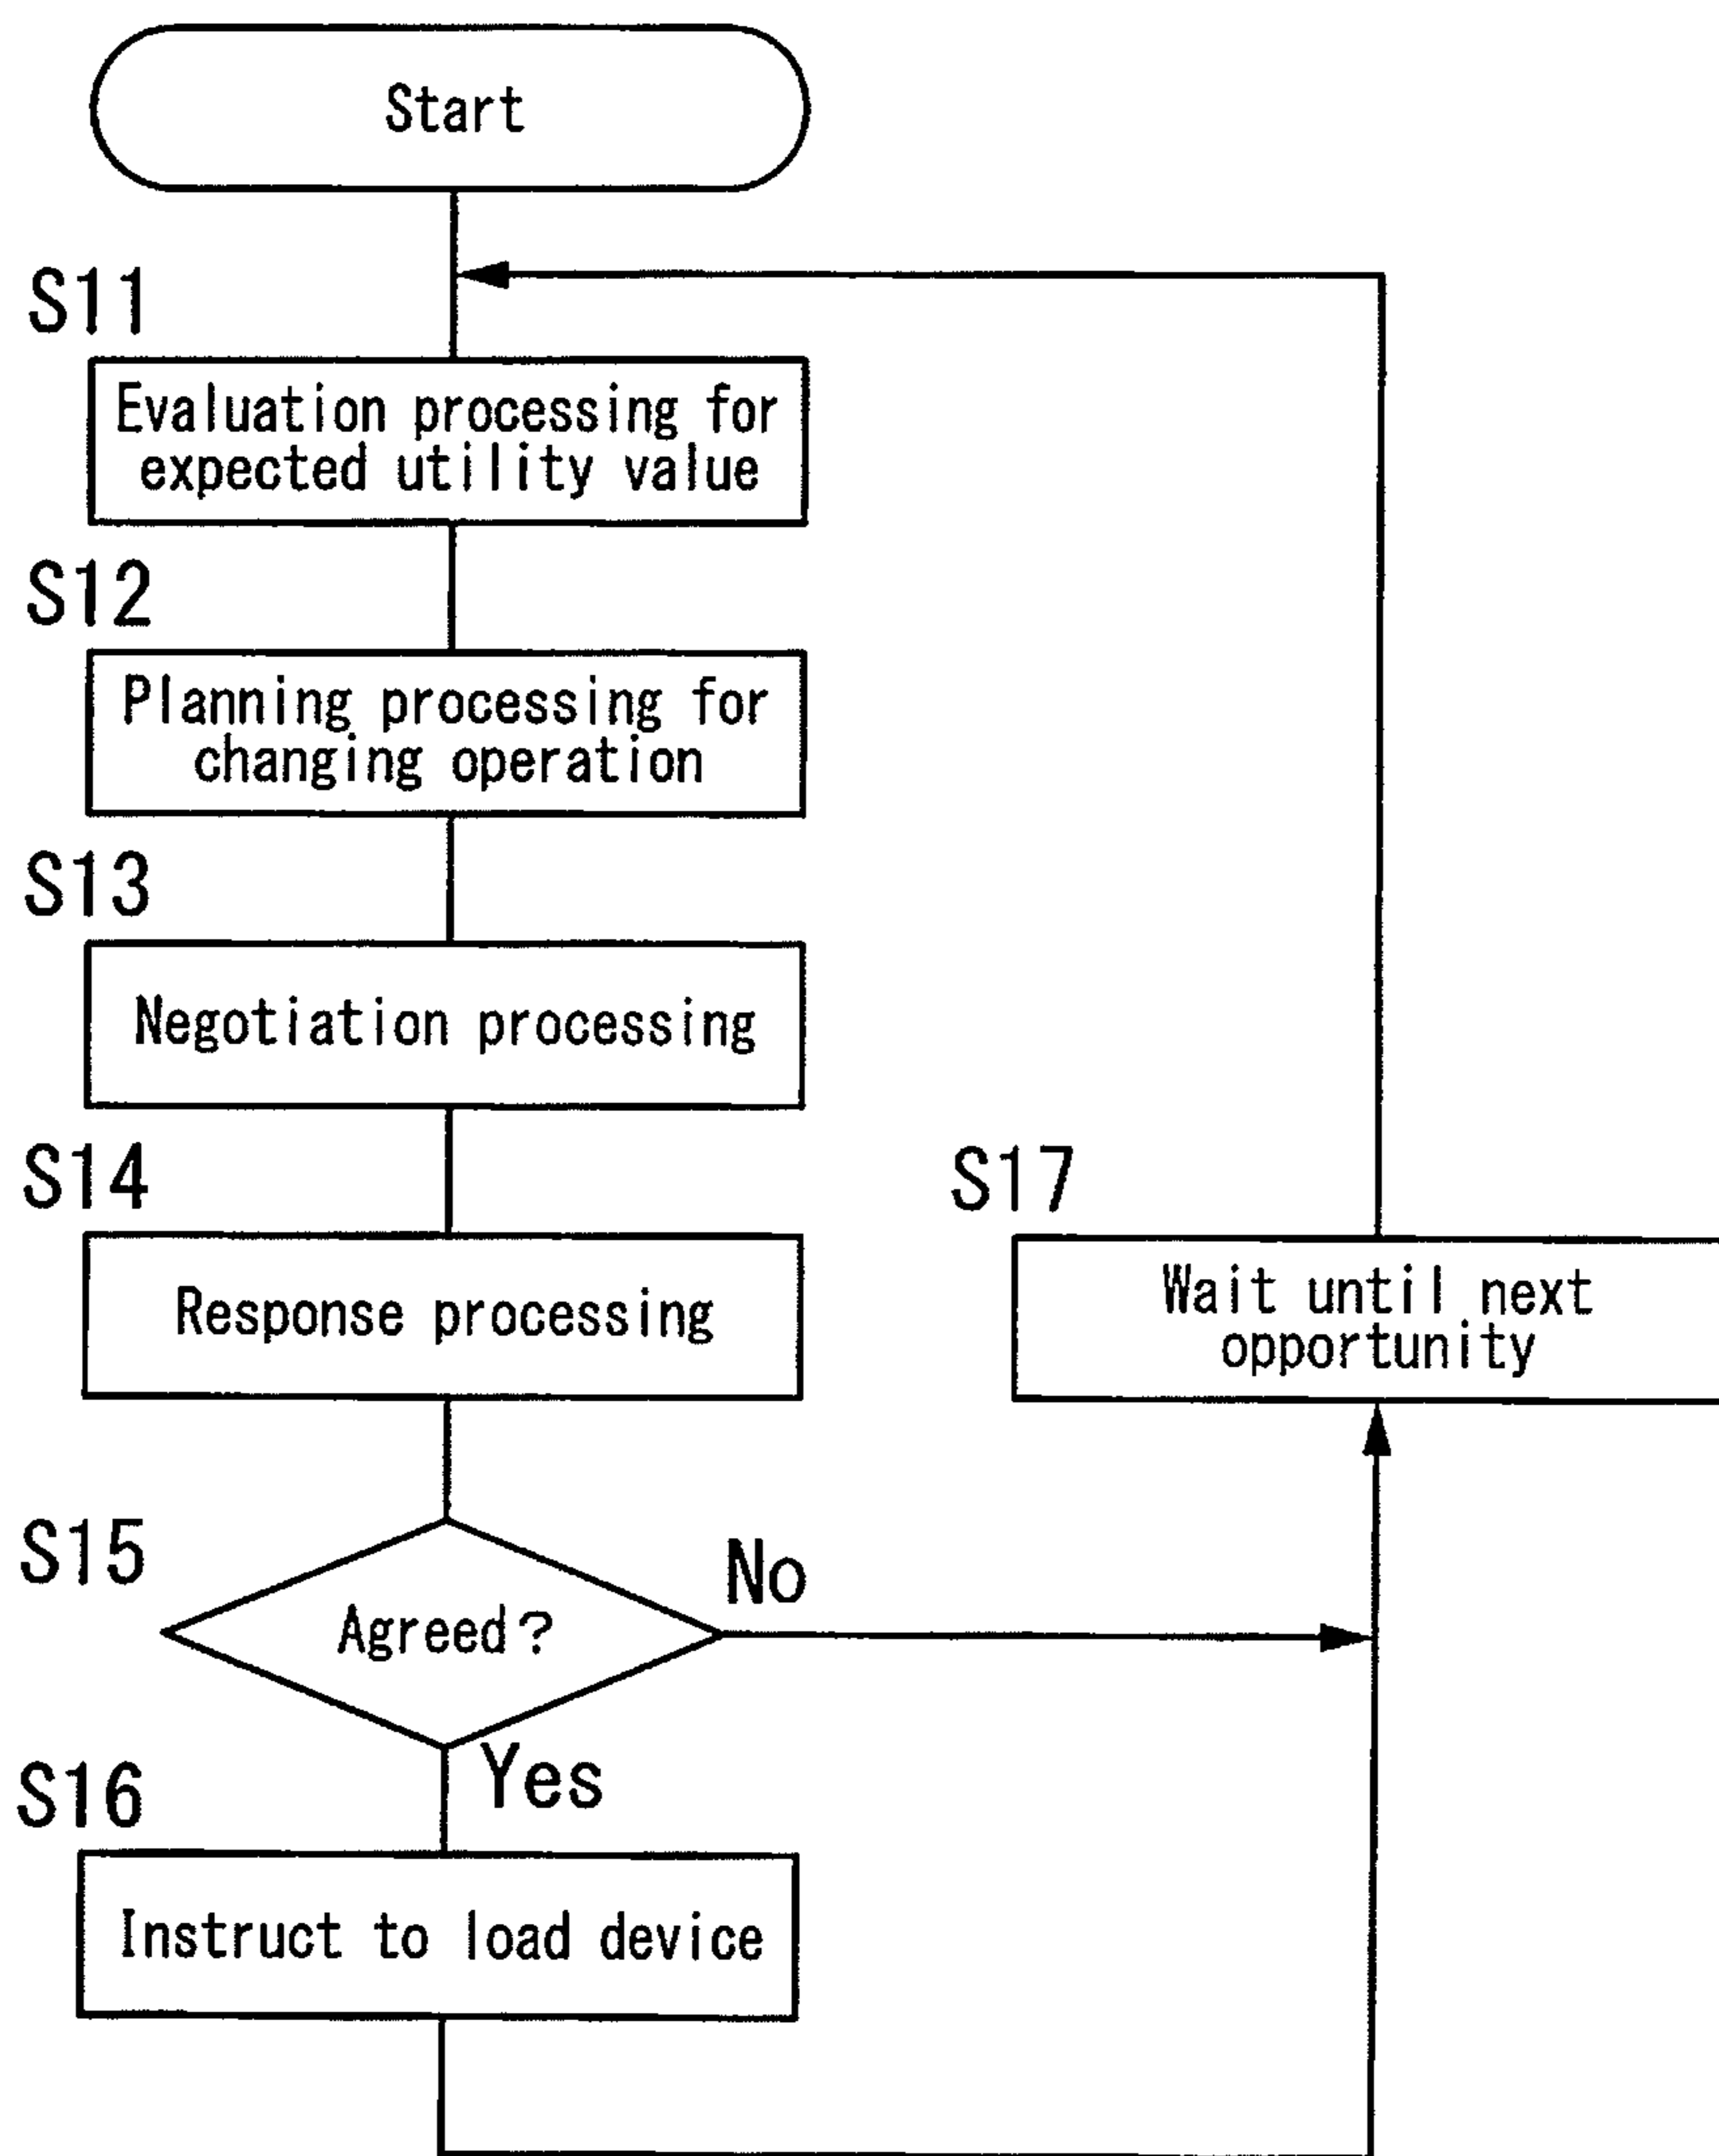 Start
S11
Evaluation processing for
expected utility value
S12
Planning processing for
changing operation
S13
Negotiation processing
S14
Response processing
S17
Wait until next
opportunity
S15
Agreed?
No
Yes
S16
Instruct to load device